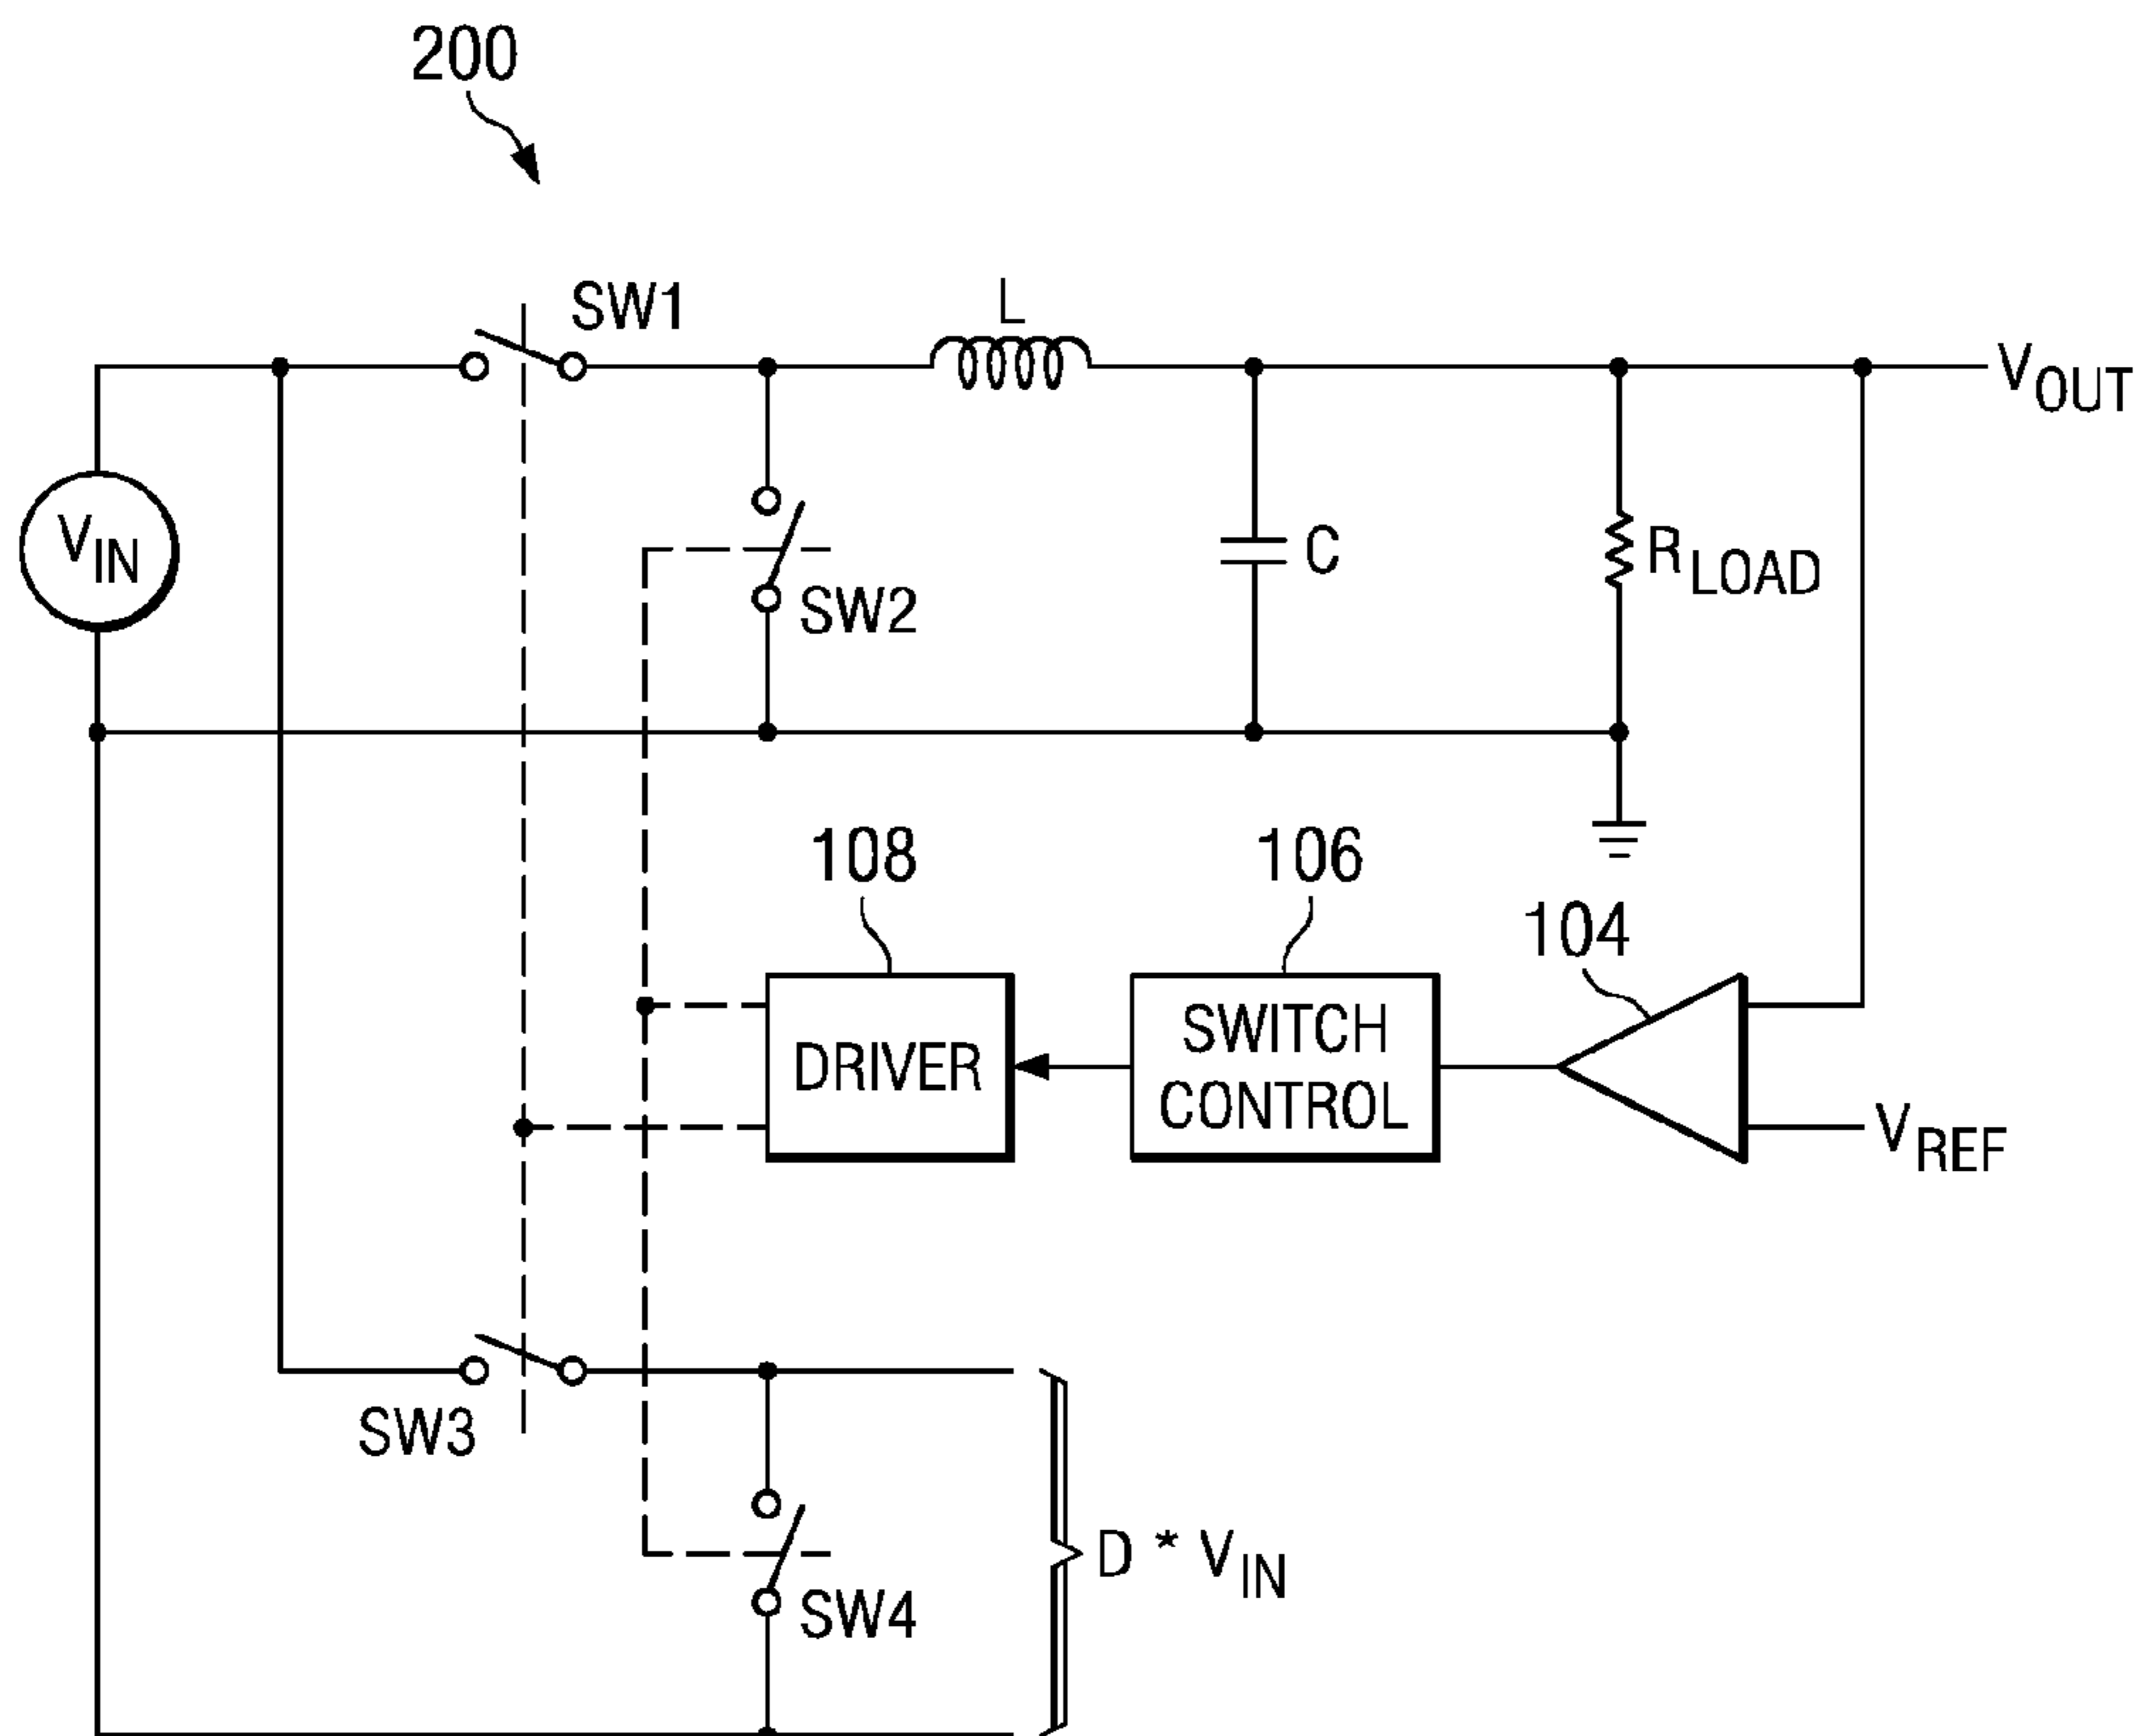 200
SW1
L
VOUT
VIN
SW2
C
RLOAD
108
106
104
DRIVER
SWITCH
CONTROL
VREF
SW3
D * VIN
SW4